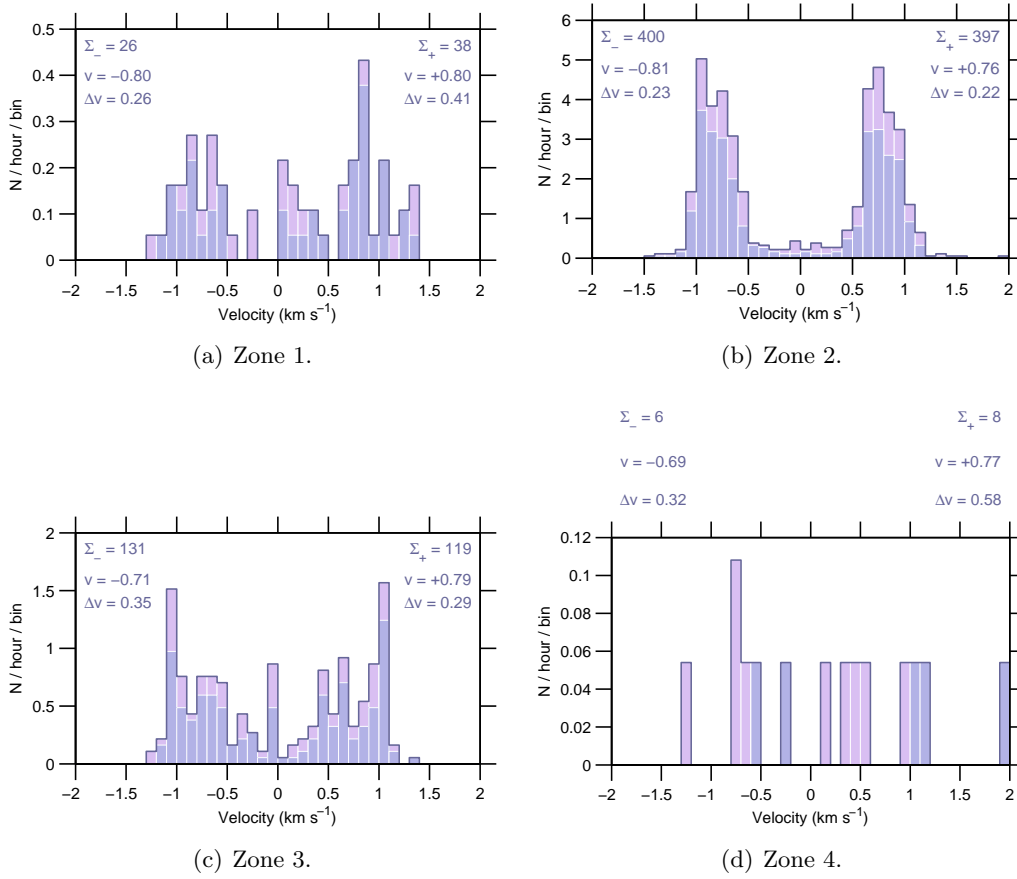 0.5
Σ− = 26
Σ+ = 38
v = −0.80
v = +0.80
Δv = 0.26
Δv = 0.41
0.4
0.3
0.2
0.1
0
N / hour / bin
−2 −1.5 −1 −0.5 0 0.5 1 1.5 2
Velocity (km s−1)
(a) Zone 1.
6
Σ− = 400
Σ+ = 397
v = −0.81
v = +0.76
Δv = 0.23
Δv = 0.22
5
4
3
2
1
0
N / hour / bin
−2 −1.5 −1 −0.5 0 0.5 1 1.5 2
Velocity (km s−1)
(b) Zone 2.
2
Σ− = 131
Σ+ = 119
v = −0.71
v = +0.79
Δv = 0.35
Δv = 0.29
1.5
1
0.5
0
N / hour / bin
−2 −1.5 −1 −0.5 0 0.5 1 1.5 2
Velocity (km s−1)
(c) Zone 3.
Σ− = 6
Σ+ = 8
v = −0.69
v = +0.77
Δv = 0.32
Δv = 0.58
0.12
0.1
0.08
0.06
0.04
0.02
0
N / hour / bin
−2 −1.5 −1 −0.5 0 0.5 1 1.5 2
Velocity (km s−1)
(d) Zone 4.